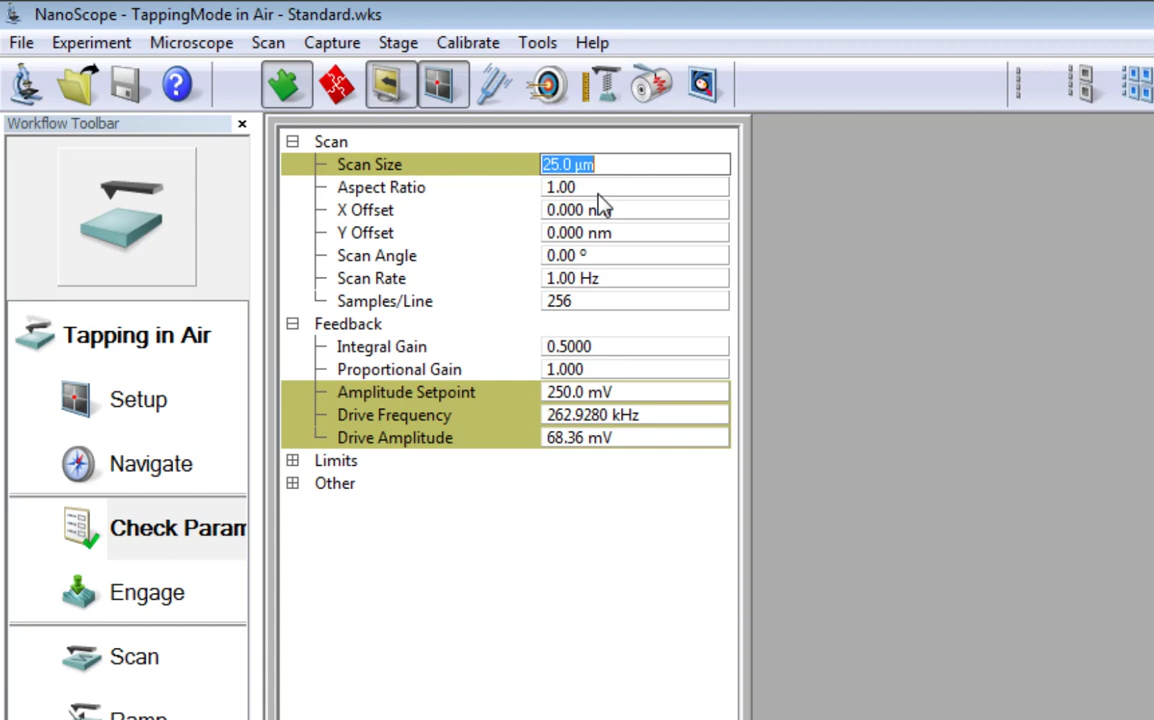 NanoScope - TappingMode in Air - Standard.wks
File Experiment Microscope Scan Capture Stage Calibrate Tools Help
Workflow Toolbar
Tapping in Air
Setup
Navigate
Check Param
Engage
Scan
Ramp
Scan
Scan Size 25.0 µm
Aspect Ratio 1.00
X Offset 0.000 nm
Y Offset 0.000 nm
Scan Angle 0.00 º
Scan Rate 1.00 Hz
Samples/Line 256
Feedback
Integral Gain 0.5000
Proportional Gain 1.000
Amplitude Setpoint 250.0 mV
Drive Frequency 262.9280 kHz
Drive Amplitude 68.36 mV
Limits
Other